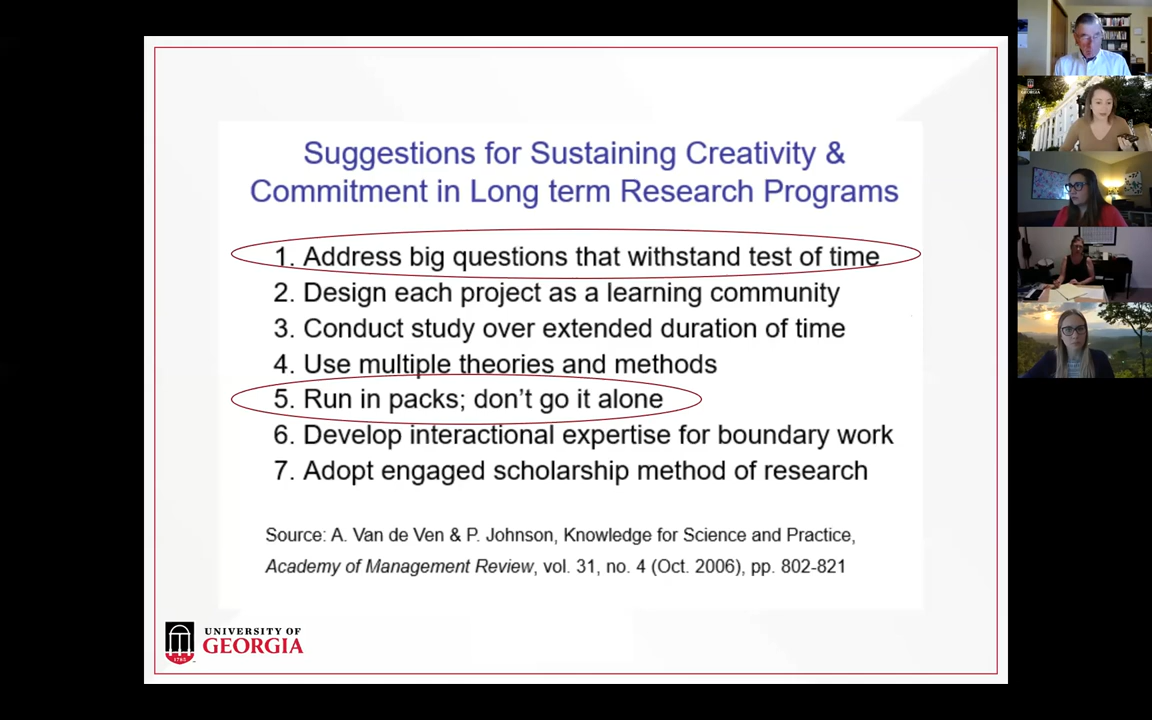 Suggestions for Sustaining Creativity &
Commitment in Long term Research Programs
1. Address big questions that withstand test of time
2. Design each project as a learning community
3. Conduct study over extended duration of time
4. Use multiple theories and methods
5. Run in packs; don't go it alone
6. Develop interactional expertise for boundary work
7. Adopt engaged scholarship method of research
Source: A. Van de Ven & P. Johnson, Knowledge for Science and Practice,
Academy of Management Review, vol. 31, no. 4 (Oct. 2006), pp. 802-821
1785
UNIVERSITY OF
GEORGIA
GEORGIA